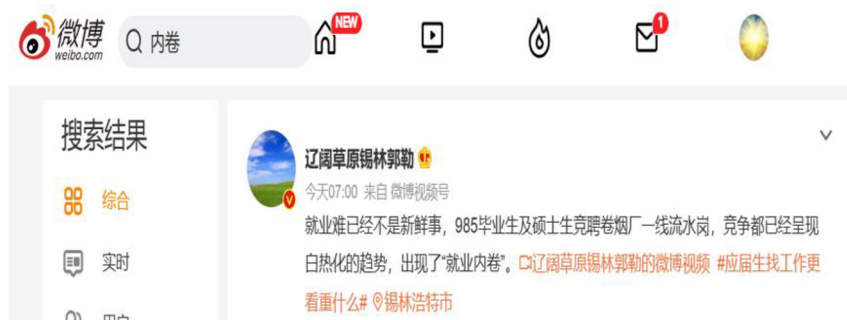 微博
weibo.com
内卷
NEW
1
搜索结果
综合
实时
用户
辽阔草原锡林郭勒
今天07:00 来自 微博视频号
就业难已经不是新鲜事，985毕业生及硕士生竞聘卷烟厂一线流水岗，竞争都已经呈现
白热化的趋势，出现了“就业内卷”。辽阔草原锡林郭勒的微博视频 #应届生找工作更
看重什么# 锡林浩特市